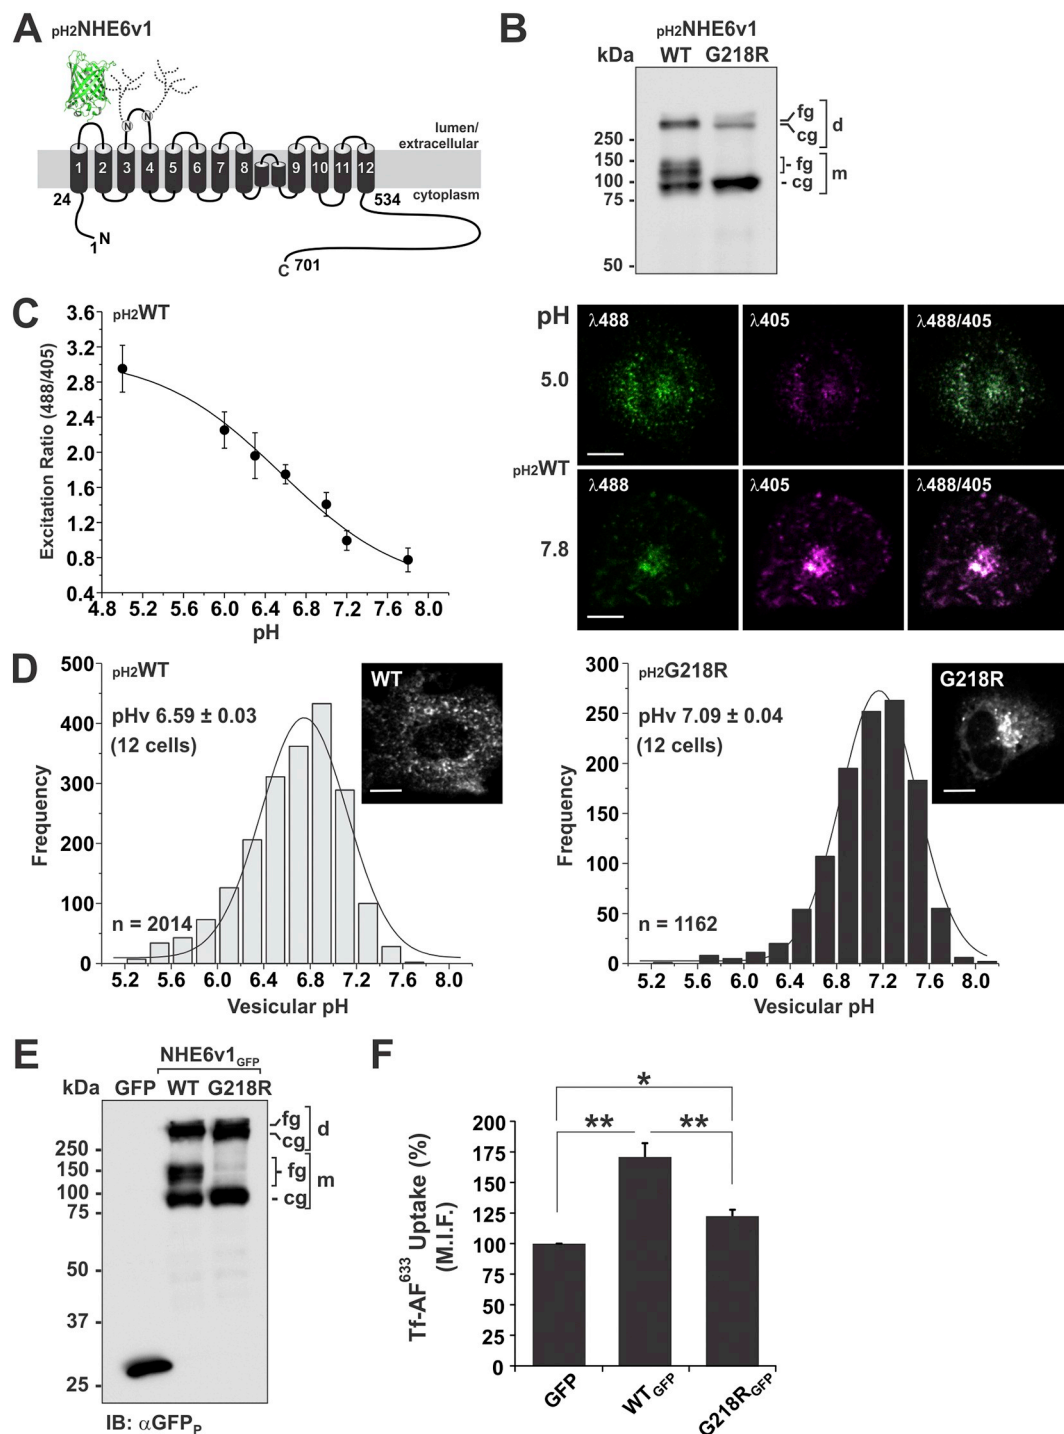 A
pH2NHE6v1
N N
lumen/
extracellular
1 2 3 4 5 6 7 8 9 10 11 12
cytoplasm
24
534
1 N
C 701
B
pH2NHE6v1
kDa WT G218R
250 -
150 -
100 -
75 -
50 -
fg
cg
d
- fg
- cg
m
C
pH2WT
Excitation Ratio (488/405)
3.6
3.2
2.8
2.4
2.0
1.6
1.2
0.8
0.4
4.8 5.2 5.6 6.0 6.4 6.8 7.2 7.6 8.0
pH
pH
λ488 λ405 λ488/405
5.0
pH2WT
λ488 λ405 λ488/405
7.8
D
pH2WT
pHv 6.59 ± 0.03
(12 cells)
WT
Frequency
500
400
300
200
100
0
n = 2014
5.2 5.6 6.0 6.4 6.8 7.2 7.6 8.0
Vesicular pH
pH2G218R
pHv 7.09 ± 0.04
(12 cells)
G218R
Frequency
300
250
200
150
100
50
0
n = 1162
5.2 5.6 6.0 6.4 6.8 7.2 7.6 8.0
Vesicular pH
E
NHE6v1GFP
kDa GFP WT G218R
250 -
150 -
100 -
75 -
50 -
37 -
25 -
fg
cg
d
- fg
- cg
m
IB: αGFPP
F
*
** **
Tf-AF633 Uptake (%)
(M.I.F.)
200
175
150
125
100
75
50
25
0
GFP
WTGFP
G218RGFP